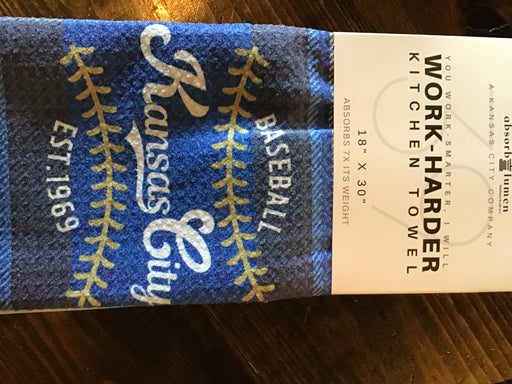 BASEBALL
Kansas
City
EST. 1969
absorb lumen
A KANSAS CITY COMPANY
YOU WORK-SMARTER, I WILL
WORK-HARDER
KITCHEN TOWEL
18" X 30"
ABSORBS 7X ITS WEIGHT